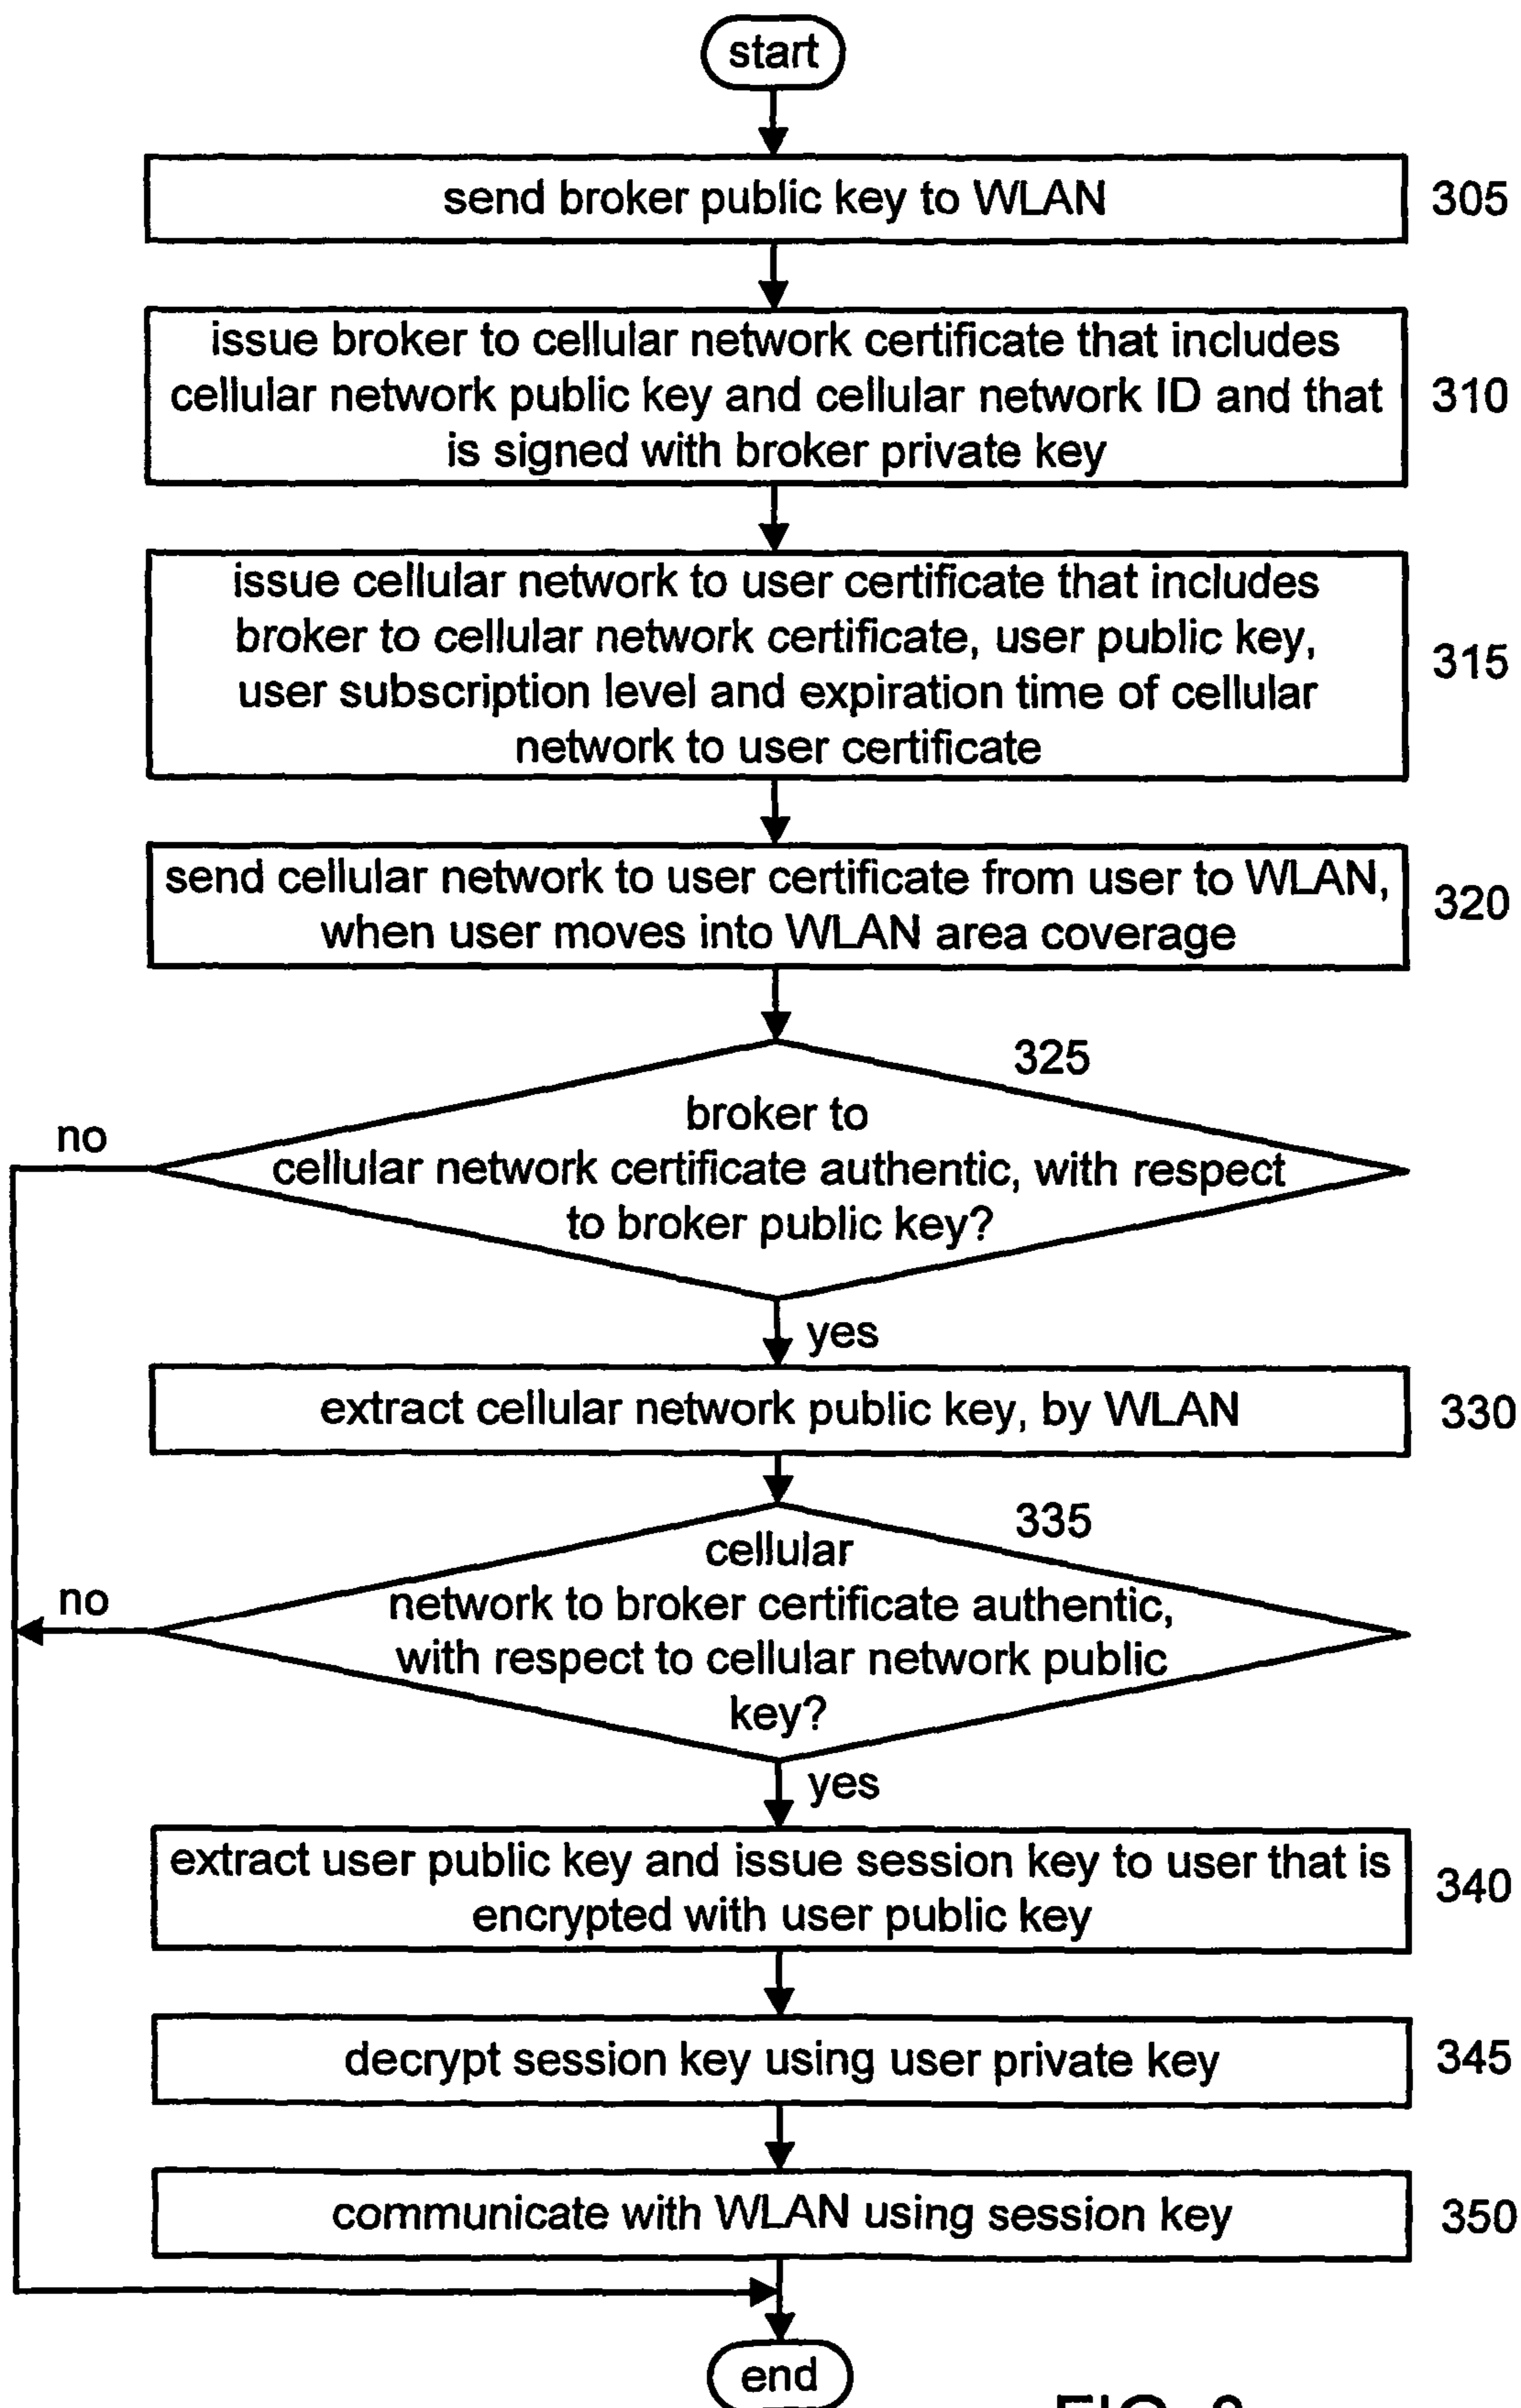 start
send broker public key to WLAN
305
issue broker to cellular network certificate that includes
cellular network public key and cellular network ID and that
is signed with broker private key
310
issue cellular network to user certificate that includes
broker to cellular network certificate, user public key,
user subscription level and expiration time of cellular
network to user certificate
315
send cellular network to user certificate from user to WLAN,
when user moves into WLAN area coverage
320
325
broker to
cellular network certificate authentic, with respect
to broker public key?
no
yes
extract cellular network public key, by WLAN
330
335
cellular
network to broker certificate authentic,
with respect to cellular network public
key?
no
yes
extract user public key and issue session key to user that is
encrypted with user public key
340
decrypt session key using user private key
345
communicate with WLAN using session key
350
end